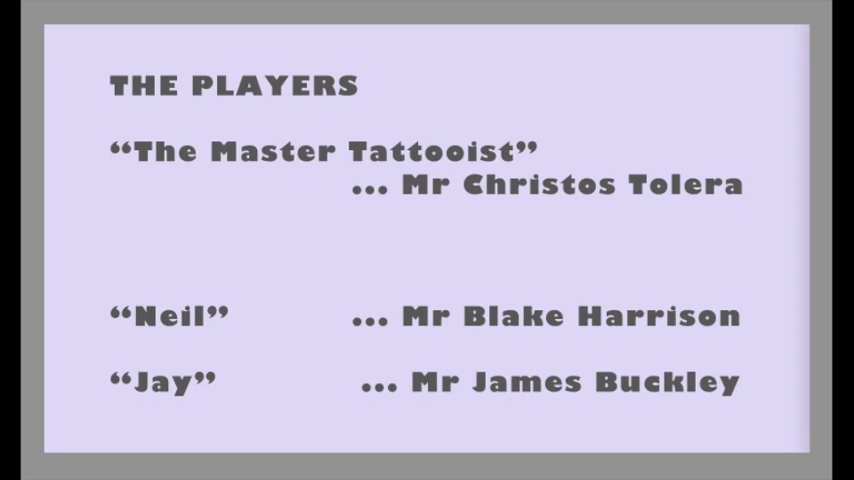 THE PLAYERS
“The Master Tattooist”
... Mr Christos Tolera
“Neil” ... Mr Blake Harrison
“Jay” ... Mr James Buckley